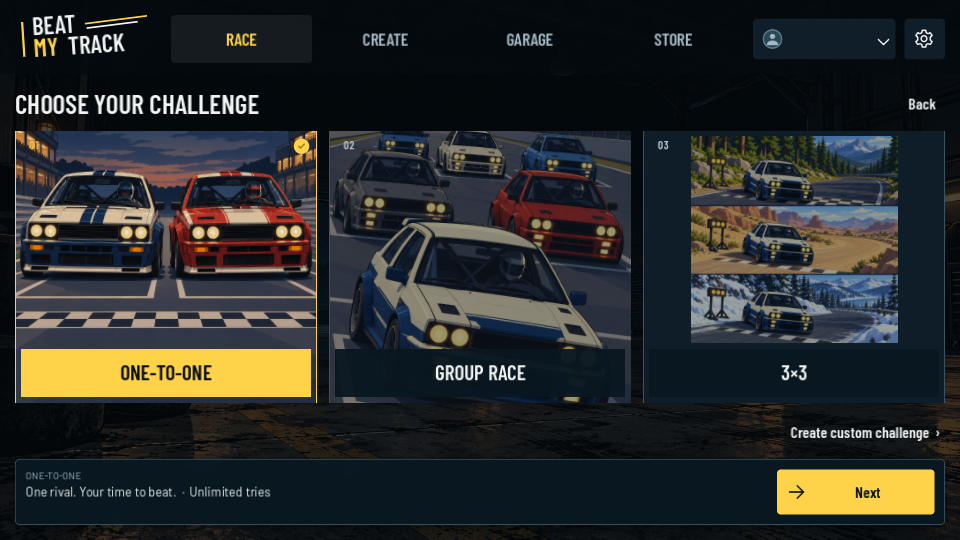 BEAT
MY TRACK
RACE
CREATE
GARAGE
STORE
CHOOSE YOUR CHALLENGE
Back
02
03
ONE-TO-ONE
GROUP RACE
3×3
Create custom challenge ›
ONE-TO-ONE
One rival. Your time to beat. · Unlimited tries
Next